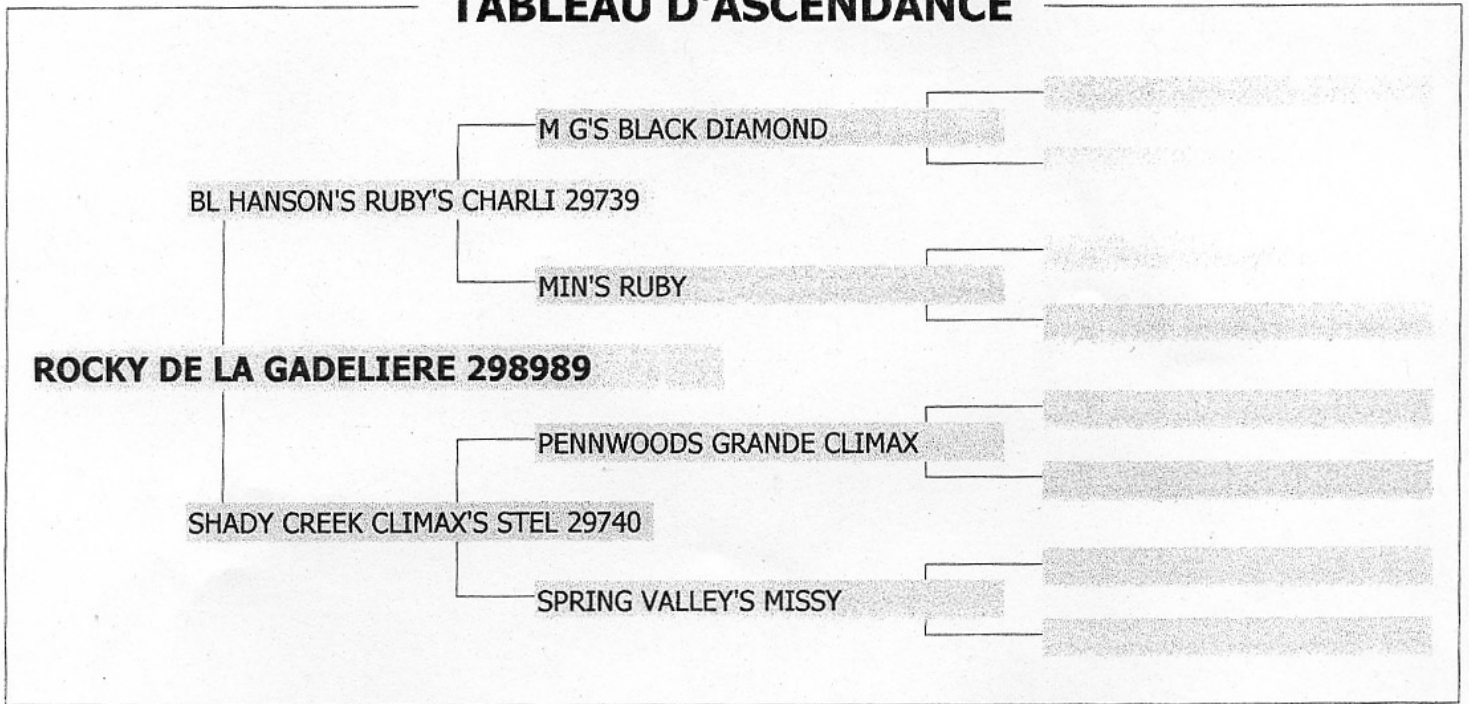 TABLEAU D'ASCENDANCE
M G'S BLACK DIAMOND
BL HANSON'S RUBY'S CHARLI 29739
MIN'S RUBY
ROCKY DE LA GADELIERE 298989
PENNWOODS GRANDE CLIMAX
SHADY CREEK CLIMAX'S STEL 29740
SPRING VALLEY'S MISSY